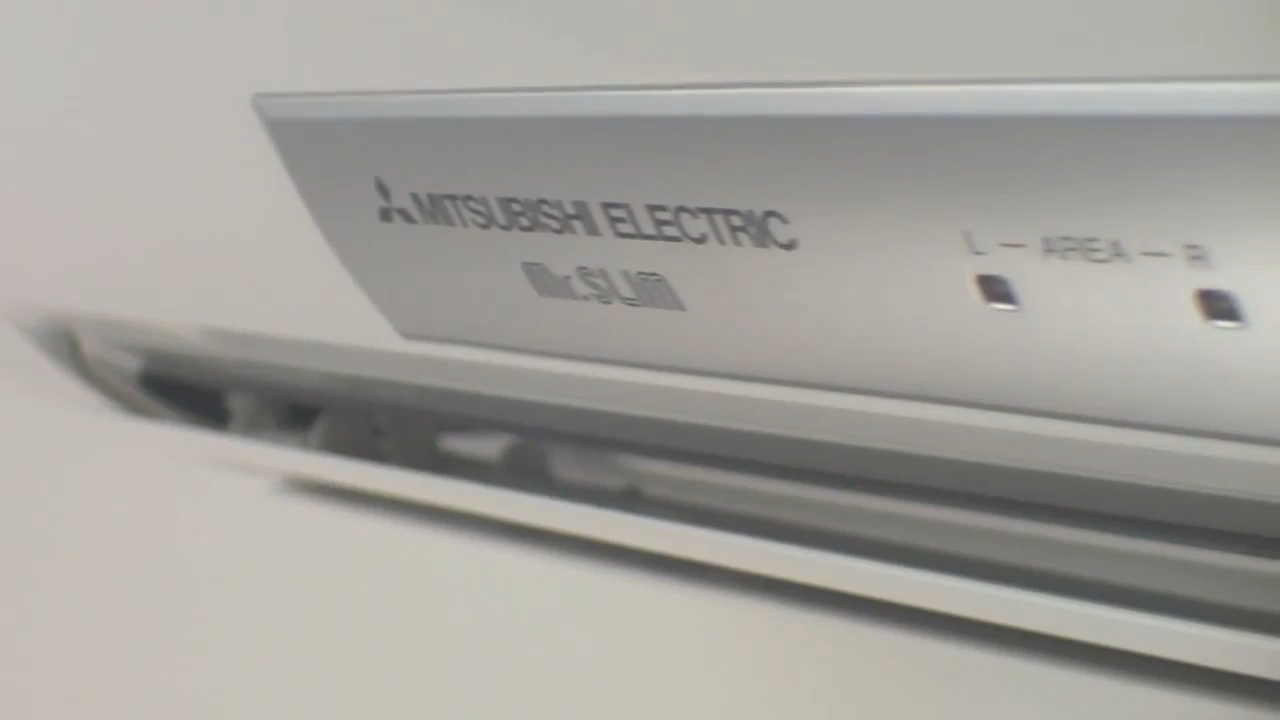 MITSUBISHI ELECTRIC
Mr.SLIM
L — AREA — R